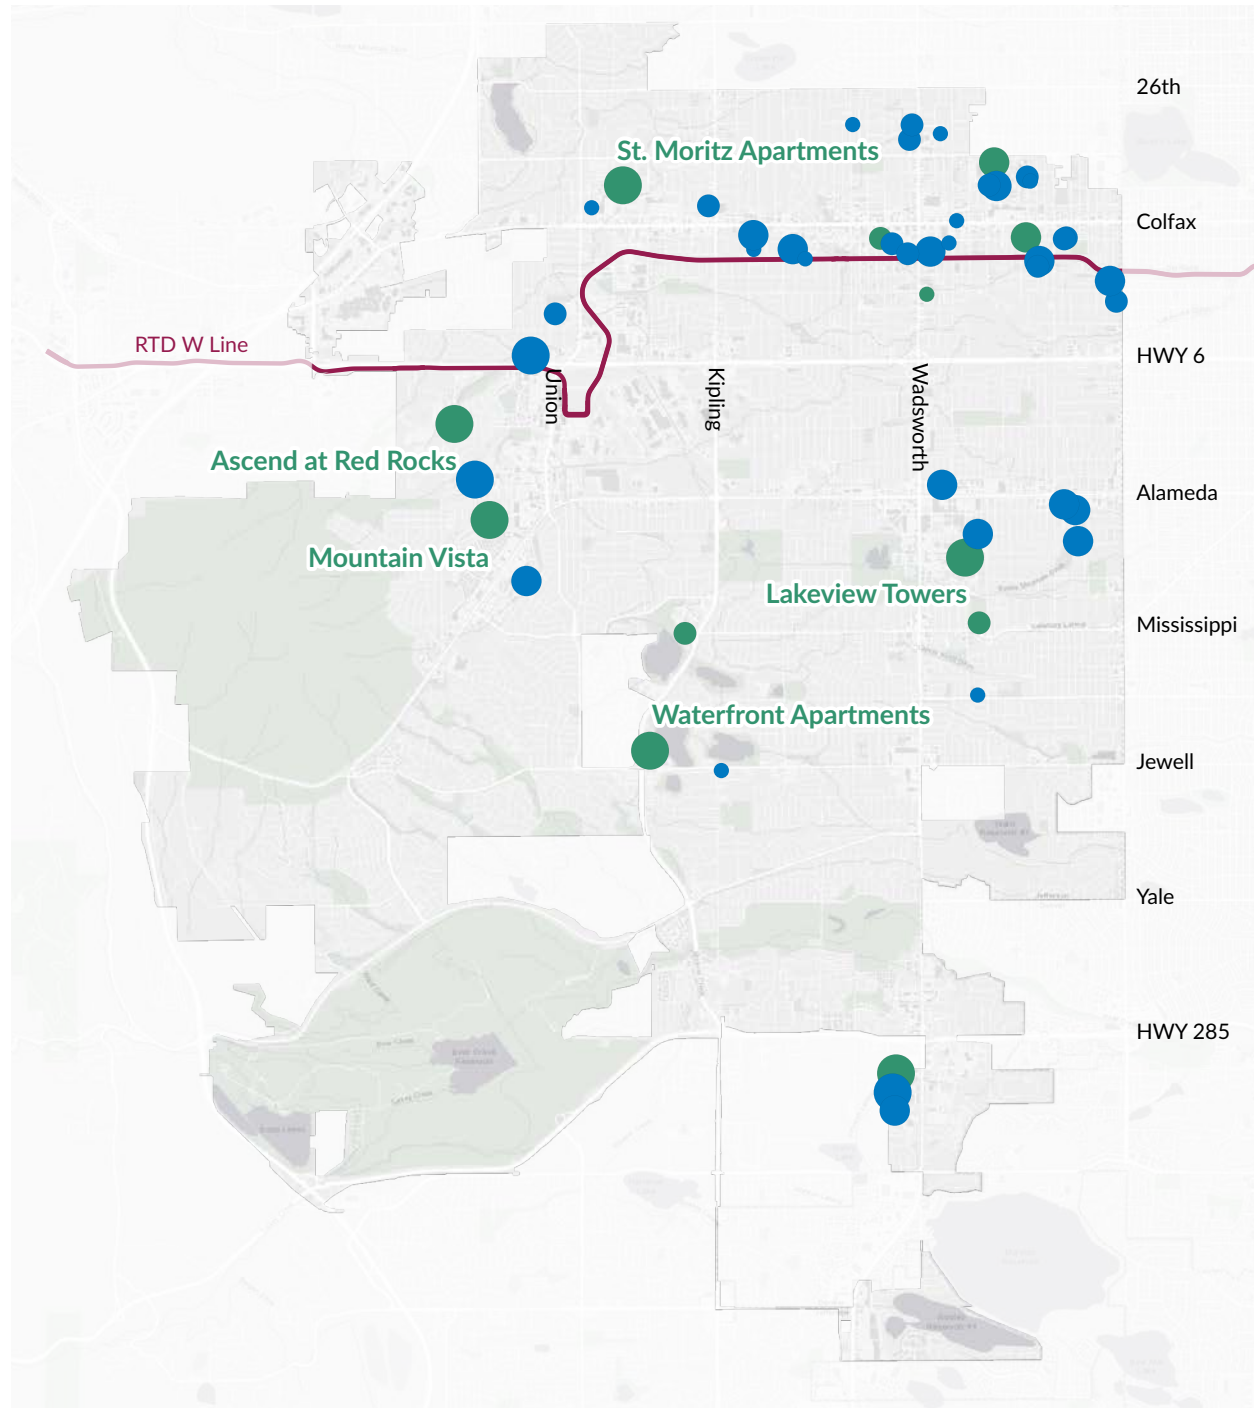 26th
St. Moritz Apartments
Colfax
RTD W Line
HWY 6
Union
Kipling
Wadsworth
Ascend at Red Rocks
Alameda
Mountain Vista
Lakeview Towers
Mississippi
Waterfront Apartments
Jewell
Yale
HWY 285